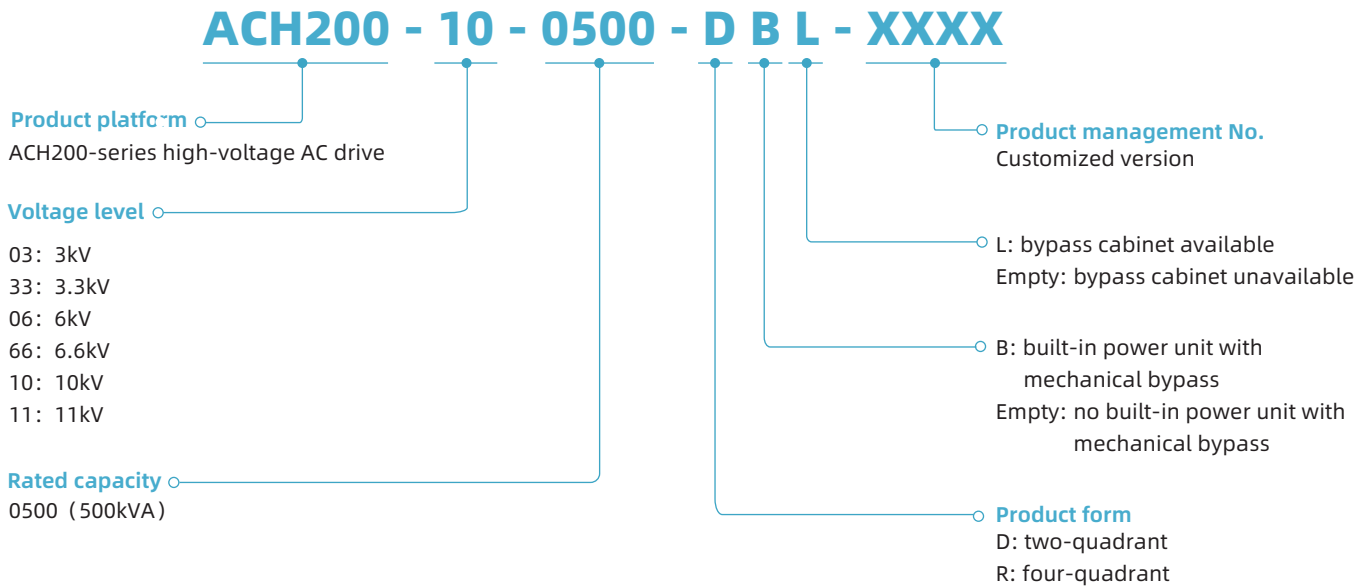 ACH200 - 10 - 0500 - D B L - XXXX
Product platform
ACH200-series high-voltage AC drive
Voltage level
03: 3kV
33: 3.3kV
06: 6kV
66: 6.6kV
10: 10kV
11: 11kV
Rated capacity
0500 (500kVA)
Product management No.
Customized version
L: bypass cabinet available
Empty: bypass cabinet unavailable
B: built-in power unit with
mechanical bypass
Empty: no built-in power unit with
mechanical bypass
Product form
D: two-quadrant
R: four-quadrant